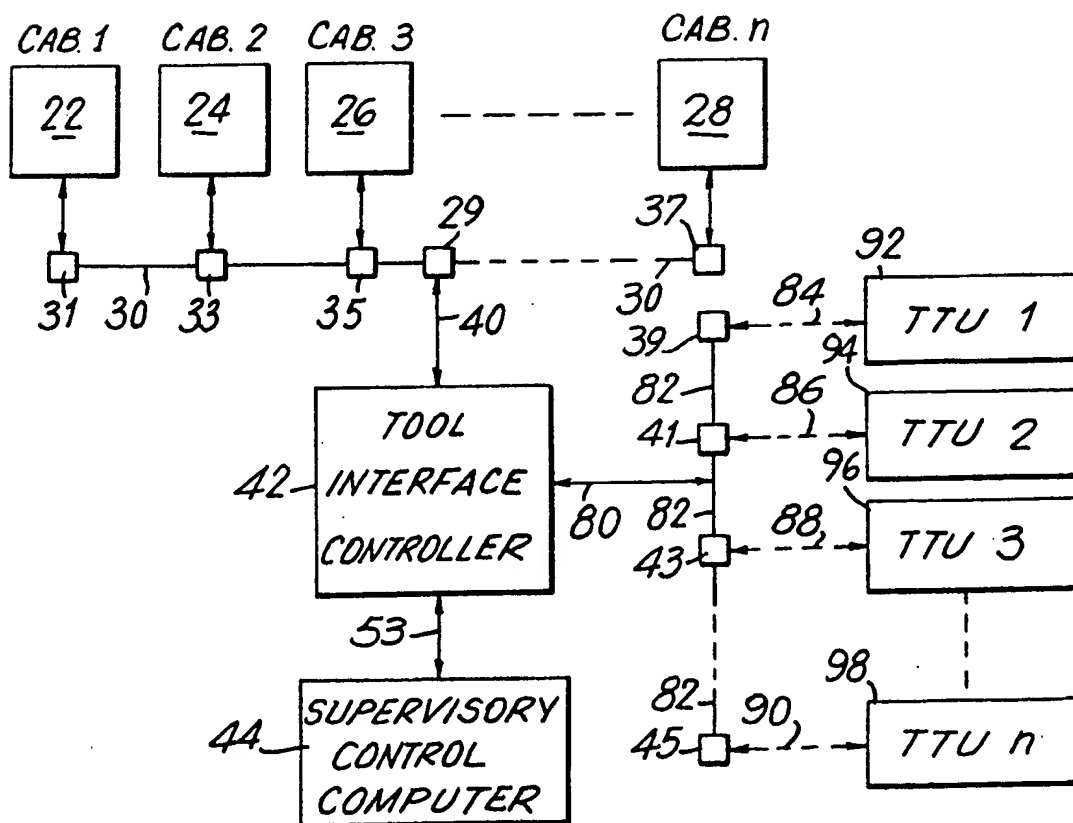 CAB. 1 CAB. 2 CAB. 3 CAB. n
22 24 26 28
29
37
31 30 33 35 30
40
92
84 TTU 1
39
82
94
86 TTU 2
41
TOOL
INTERFACE
CONTROLLER
42
80
82
96
88 TTU 3
43
53
SUPERVISORY
CONTROL
COMPUTER
44
82
98
90 TTU n
45